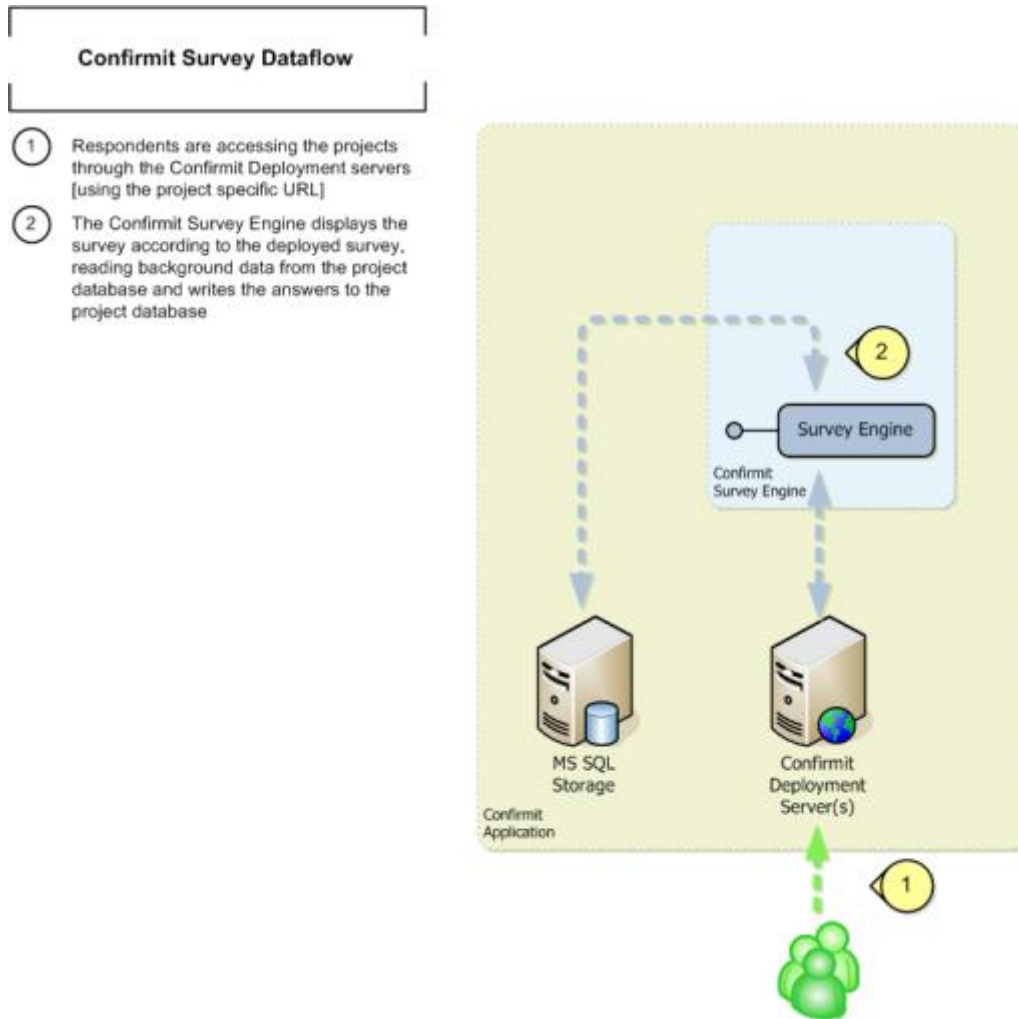 Confirmit Survey Dataflow
1
Respondents are accessing the projects
through the Confirmit Deployment servers
[using the project specific URL]
2
The Confirmit Survey Engine displays the
survey according to the deployed survey,
reading background data from the project
database and writes the answers to the
project database
2
Survey Engine
Confirmit
Survey Engine
MS SQL
Storage
Confirmit
Deployment
Server(s)
Confirmit
Application
1